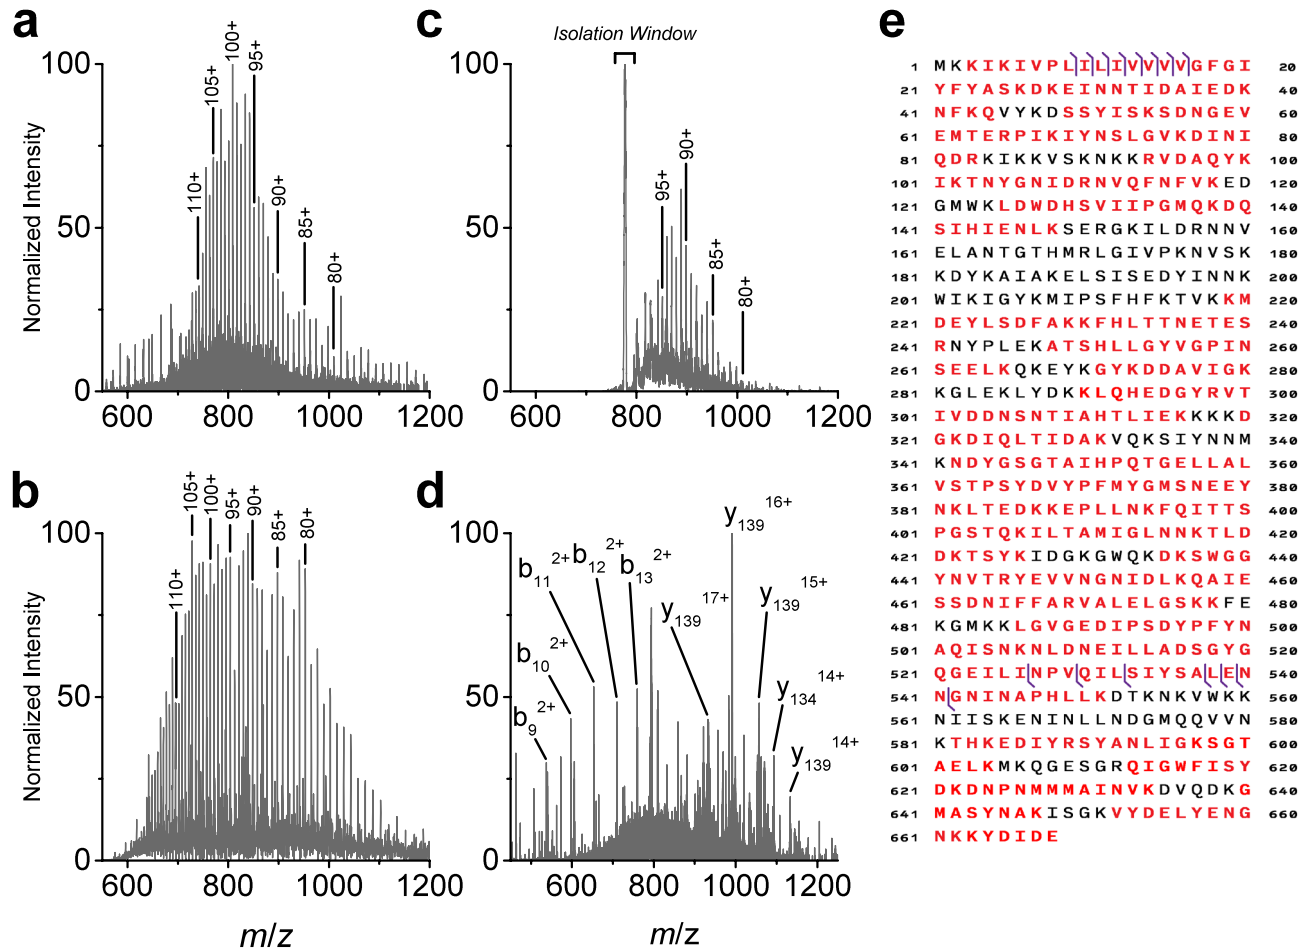 a
100
50
0
Normalized Intensity
110+
105+
100+
95+
90+
85+
80+
600
800
1000
1200
c
Isolation Window
100
50
0
95+
90+
85+
80+
600
800
1000
1200
b
100
50
0
Normalized Intensity
110+
105+
100+
95+
90+
85+
80+
600
800
1000
1200
m/z
d
100
50
0
b9 2+
b10 2+
b11 2+
b12 2+
b13 2+
y139 17+
y139 16+
y139 15+
y134 14+
y139 14+
600
800
1000
1200
m/z
e
1 MKKIKIVPLILIVVVVGFGI 20
21 YFYASKDKEINNTIDAIEDK 40
41 NFKQVYKDSSYISKSDNGEV 60
61 EMTERPIKIYNSLGVKDINI 80
81 QDRKIKKVSKNKKRVDAQYK 100
101 IKTNYGNIDRNVQFNFVKED 120
121 GMWKLDWDHSVIIPGMQKDQ 140
141 SIHIENLKSERGKILDRNNV 160
161 ELANTGTHMRLGIVPKNVSK 180
181 KDYKAIAKELSISEDYINNK 200
201 WIKIGYKMIPSFHFKTVKKM 220
221 DEYLSDFAKKFHLTTNETES 240
241 RNYPLEKATSHLLGYVGPIN 260
261 SEELKQKEYKGYKDDAVIGK 280
281 KGLEKLYDKKLQHEDGYRVT 300
301 IVDDNSNTIAHTLIEKKKKD 320
321 GKDIQLTIDAKVQKSIYNNM 340
341 KNDYGSGTAIHPQTGELLAL 360
361 VSTPSYDVYPFMYGMSNEEY 380
381 NKLTEDKKEPLLNKFQITTS 400
401 PGSTQKILTAMIGLNNKTLD 420
421 DKTSYKIDGKGWQKDKSWGG 440
441 YNVTRYEVVNGNIDLKQAIE 460
461 SSDNIFFARVALELGSKKFE 480
481 KGMKKLGVGEDIPSDYPFYN 500
501 AQISNKNLDNEILLADSGYG 520
521 QGEILINPVQILSIYSALEN 540
541 NGNINAPHLLKDTKNKVWKK 560
561 NIISKENINLLNDGMQQVVN 580
581 KTHKEDIYRSYANLIGKSGT 600
601 AELKMKQGESGRQIGWFISY 620
621 DKDNPNMMMAINVKDVQDKG 640
641 MASYNAKISGKVYDELYENG 660
661 NKKYDIDE